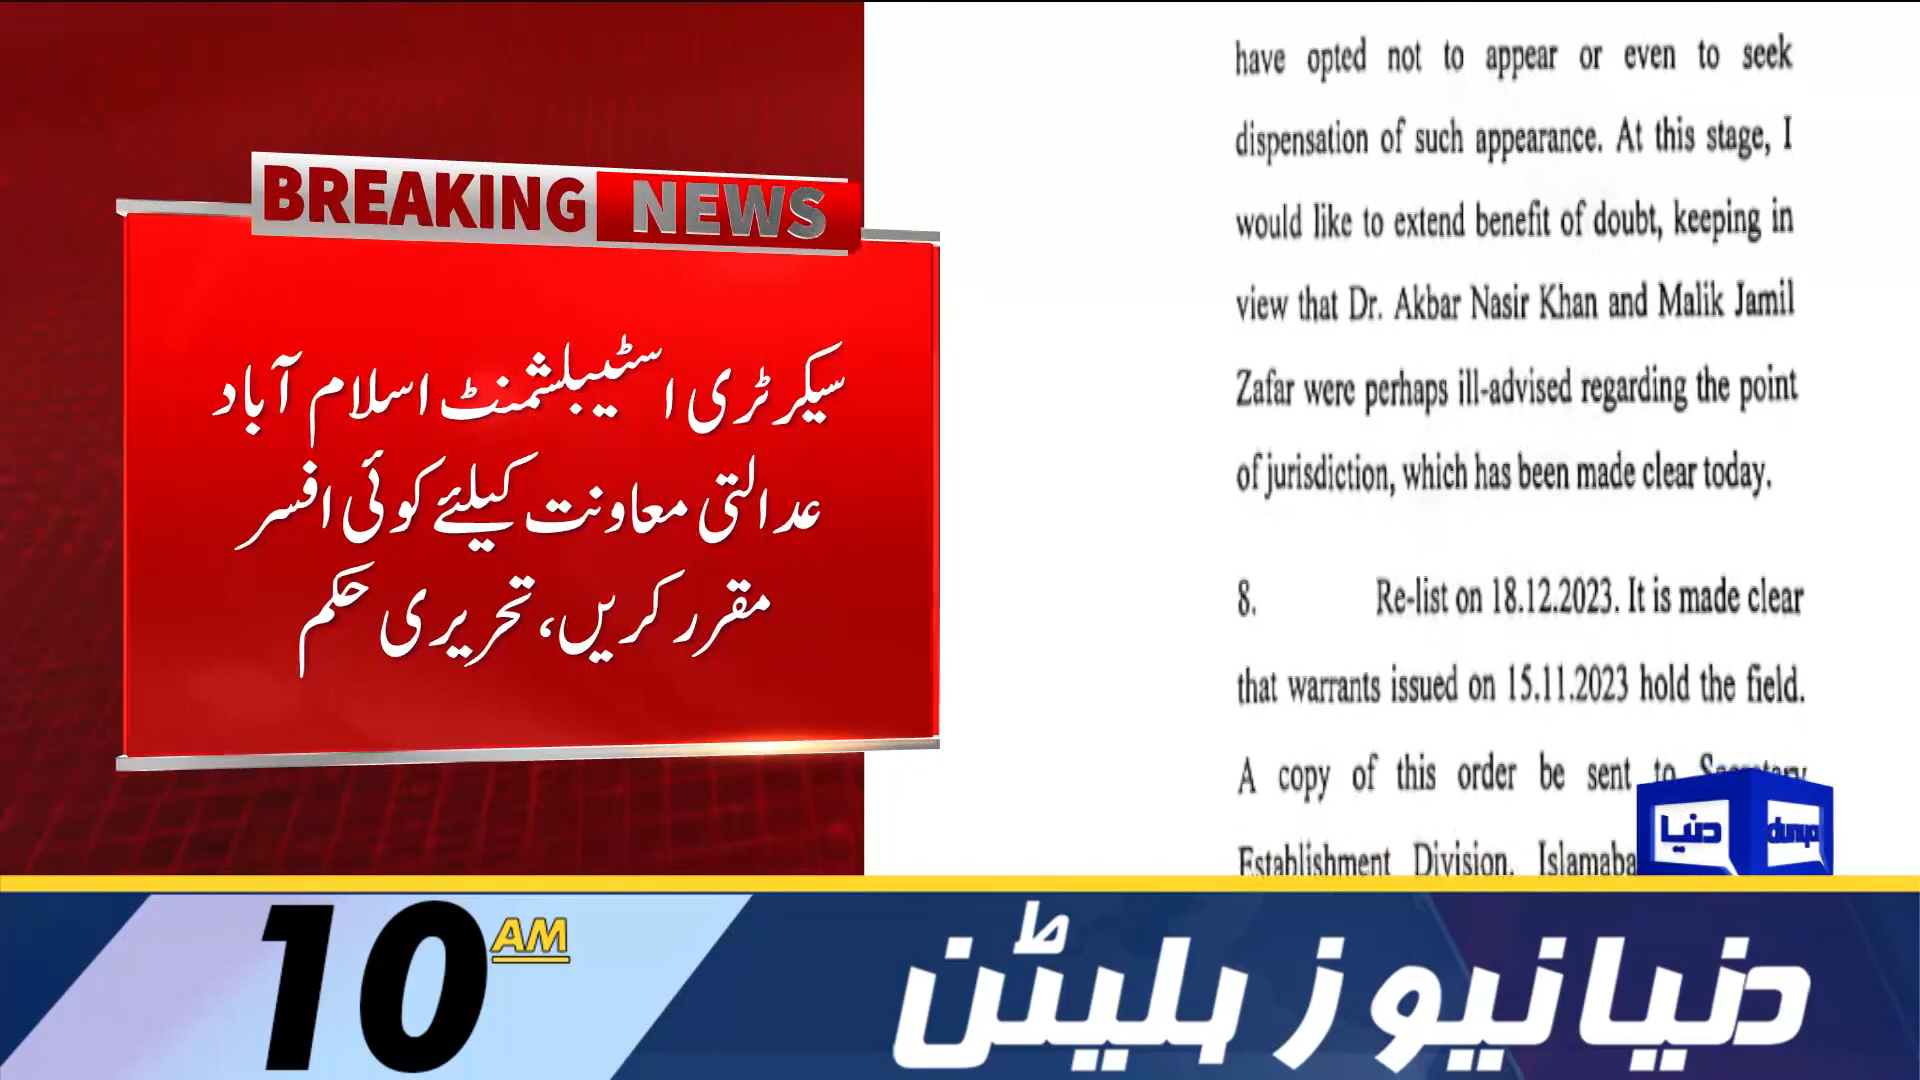 BREAKING NEWS
سیکرٹری اسٹیبلشمنٹ اسلام آباد
عدالتی معاونت کیلئے کوئی افسر
مقرر کریں، تحریری حکم
have opted not to appear or even to seek
dispensation of such appearance. At this stage, I
would like to extend benefit of doubt, keeping in
view that Dr. Akbar Nasir Khan and Malik Jamil
Zafar were perhaps ill-advised regarding the point
of jurisdiction, which has been made clear today.
8. Re-list on 18.12.2023. It is made clear
that warrants issued on 15.11.2023 hold the field.
A copy of this order be sent to Secretary
Establishment Division, Islamaba
دنیا dunya
10 AM
دنیا نیوز بلیٹن